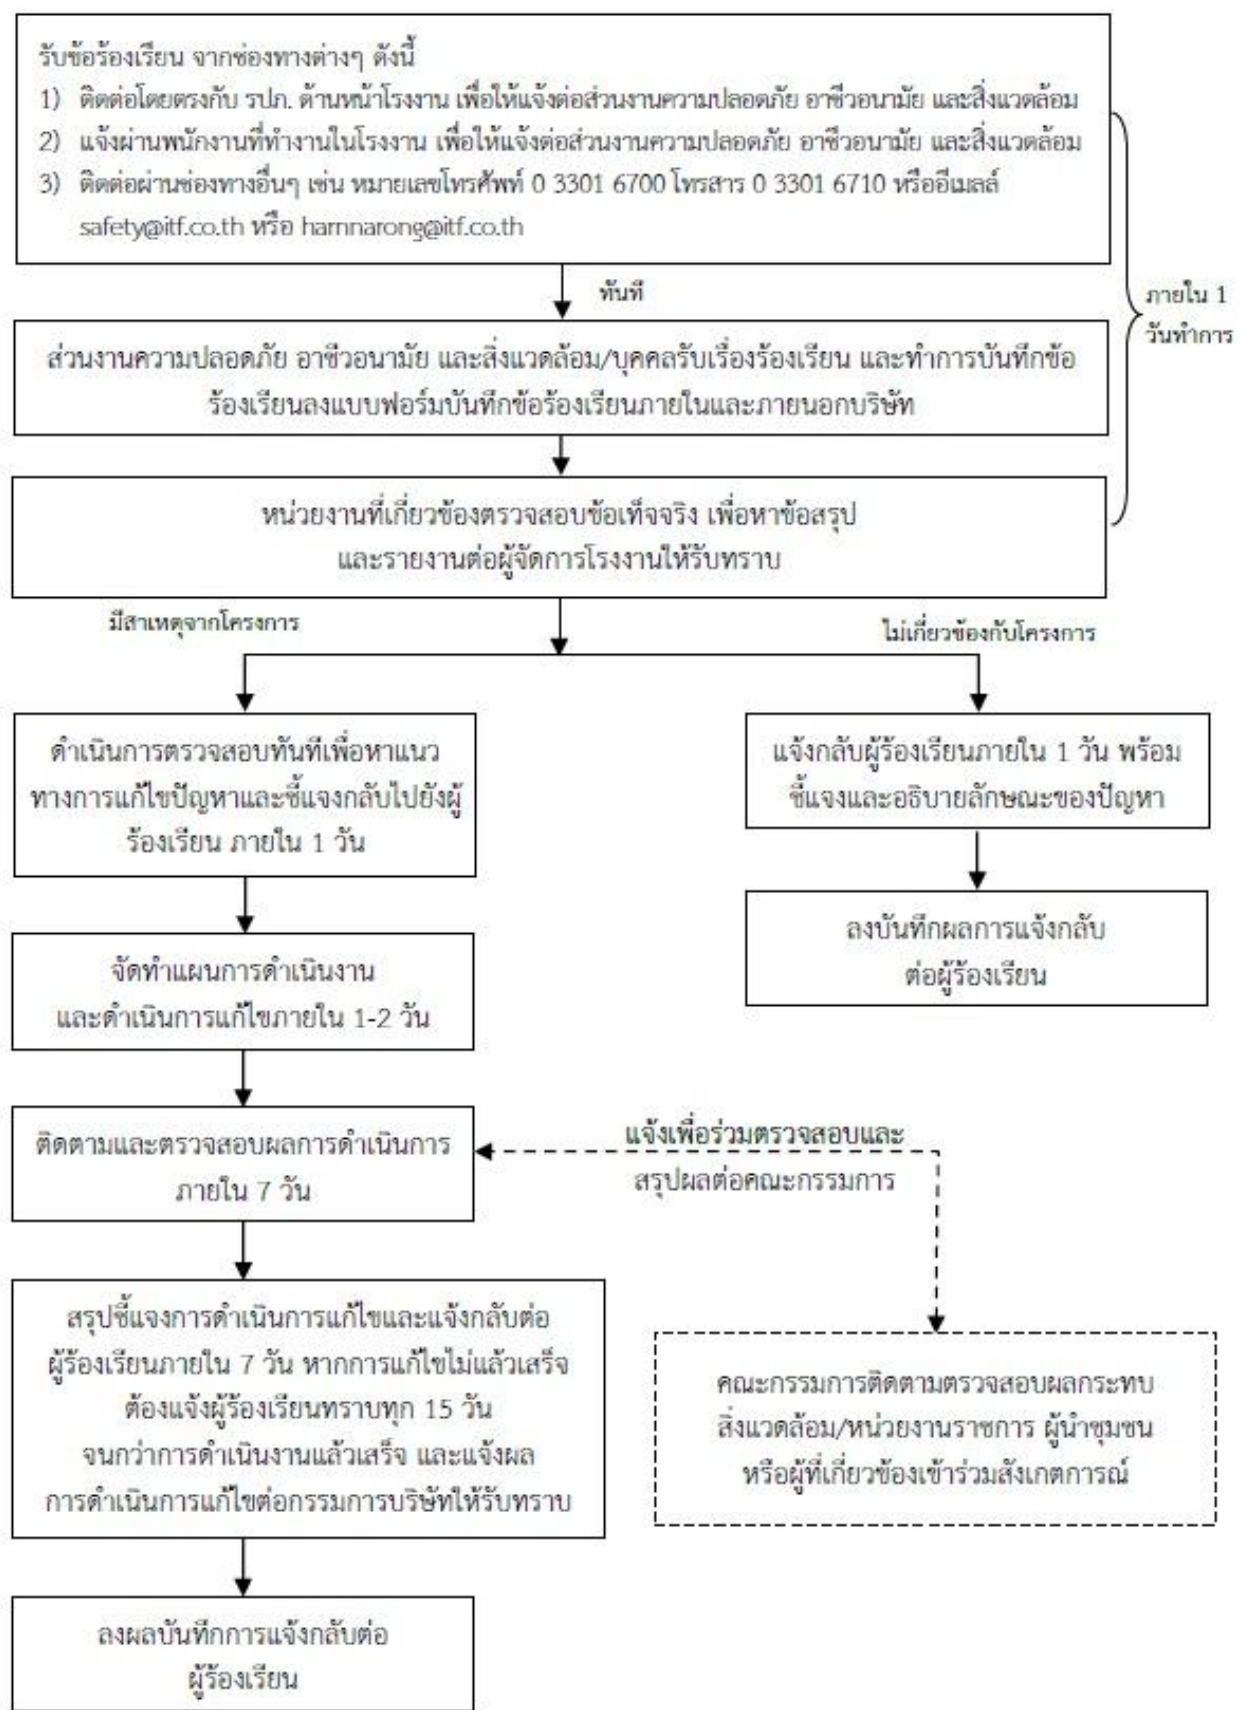 รับข้อร้องเรียน จากช่องทางต่างๆ ดังนี้
1) ติดต่อโดยตรงกับ รปภ. ด้านหน้าโรงงาน เพื่อให้แจ้งต่อส่วนงานความปลอดภัย อาชีวอนามัย และสิ่งแวดล้อม
2) แจ้งผ่านพนักงานที่ทำงานในโรงงาน เพื่อให้แจ้งต่อส่วนงานความปลอดภัย อาชีวอนามัย และสิ่งแวดล้อม
3) ติดต่อผ่านช่องทางอื่นๆ เช่น หมายเลขโทรศัพท์ 0 3301 6700 โทรสาร 0 3301 6710 หรืออีเมลล์
safety@itf.co.th หรือ harnnarong@itf.co.th
ทันที
ภายใน 1
วันทำการ
ส่วนงานความปลอดภัย อาชีวอนามัย และสิ่งแวดล้อม/บุคคลรับเรื่องร้องเรียน และทำการบันทึกข้อ
ร้องเรียนลงแบบฟอร์มบันทึกข้อร้องเรียนภายในและภายนอกบริษัท
หน่วยงานที่เกี่ยวข้องตรวจสอบข้อเท็จจริง เพื่อหาข้อสรุป
และรายงานต่อผู้จัดการโรงงานให้รับทราบ
มีสาเหตุจากโครงการ
ไม่เกี่ยวข้องกับโครงการ
ดำเนินการตรวจสอบทันทีเพื่อหาแนว
ทางการแก้ไขปัญหาและชี้แจงกลับไปยังผู้
ร้องเรียน ภายใน 1 วัน
แจ้งกลับผู้ร้องเรียนภายใน 1 วัน พร้อม
ชี้แจงและอธิบายลักษณะของปัญหา
ลงบันทึกผลการแจ้งกลับ
ต่อผู้ร้องเรียน
จัดทำแผนการดำเนินงาน
และดำเนินการแก้ไขภายใน 1-2 วัน
ติดตามและตรวจสอบผลการดำเนินการ
ภายใน 7 วัน
แจ้งเพื่อร่วมตรวจสอบและ
สรุปผลต่อคณะกรรมการ
สรุปชี้แจงการดำเนินการแก้ไขและแจ้งกลับต่อ
ผู้ร้องเรียนภายใน 7 วัน หากการแก้ไขไม่แล้วเสร็จ
ต้องแจ้งผู้ร้องเรียนทราบทุก 15 วัน
จนกว่าการดำเนินงานแล้วเสร็จ และแจ้งผล
การดำเนินการแก้ไขต่อกรรมการบริษัทให้รับทราบ
คณะกรรมการติดตามตรวจสอบผลกระทบ
สิ่งแวดล้อม/หน่วยงานราชการ ผู้นำชุมชน
หรือผู้ที่เกี่ยวข้องเข้าร่วมสังเกตการณ์
ลงผลบันทึกการแจ้งกลับต่อ
ผู้ร้องเรียน